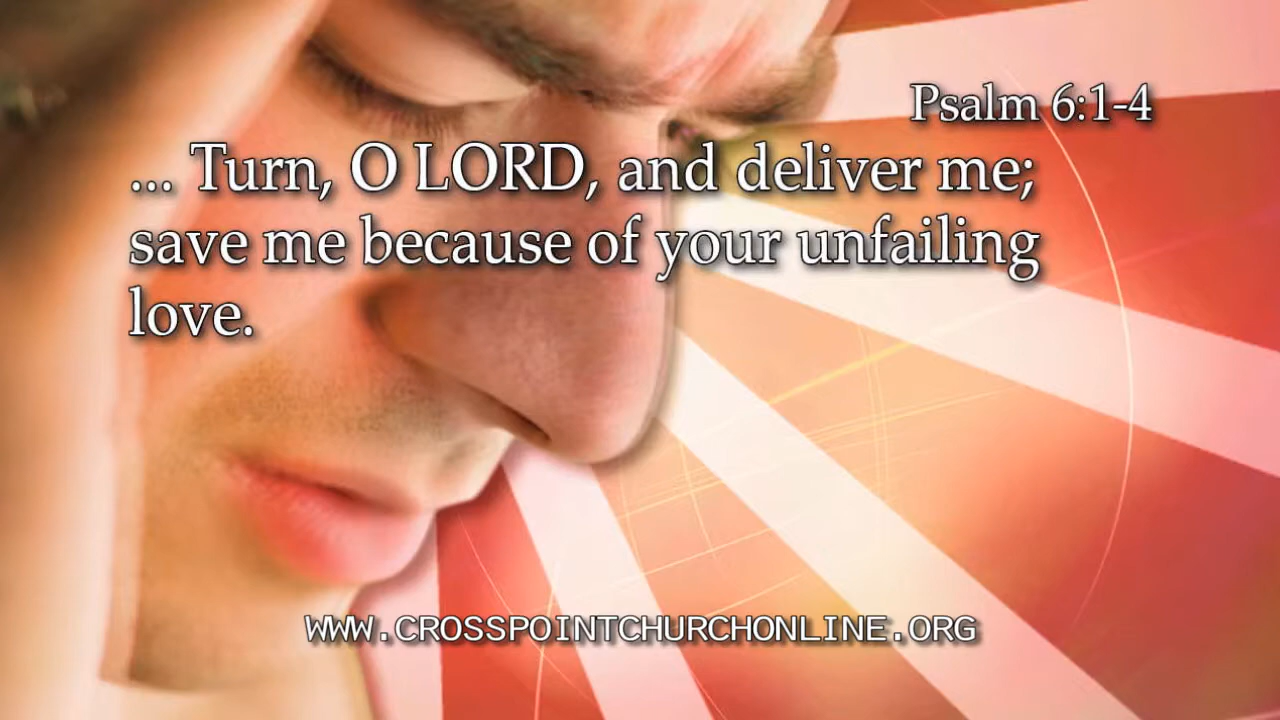 Psalm 6:1-4
... Turn, O LORD, and deliver me;
save me because of your unfailing
love.
WWW.CROSSPOINTCHURCHONLINE.ORG